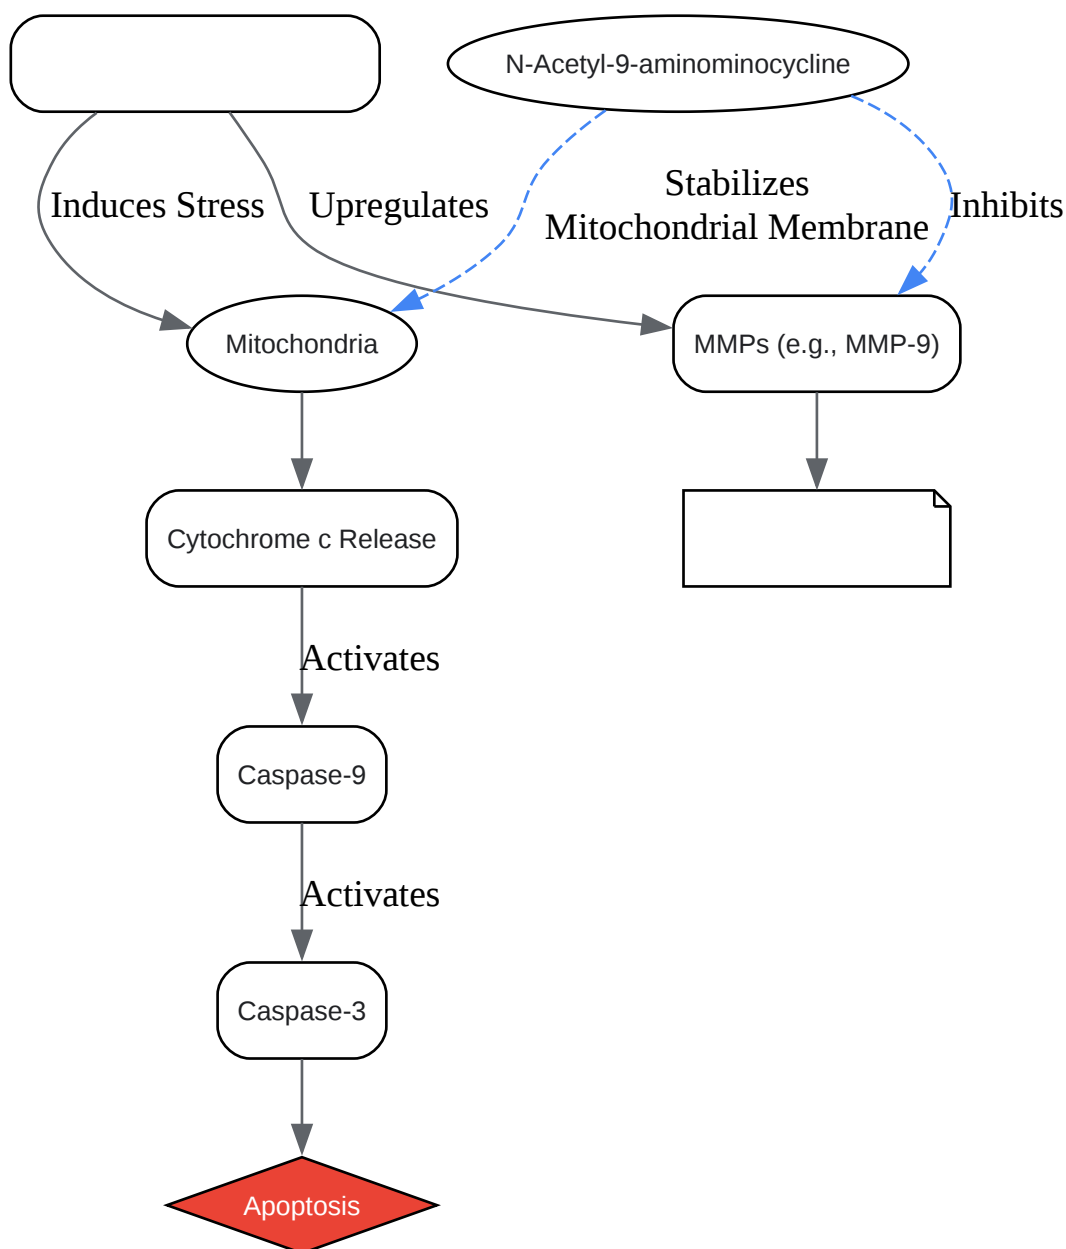 N-Acetyl-9-aminominocycline
Induces Stress
Upregulates
Stabilizes
Mitochondrial Membrane
Inhibits
Mitochondria
MMPs (e.g., MMP-9)
Cytochrome c Release
Activates
Caspase-9
Activates
Caspase-3
Apoptosis